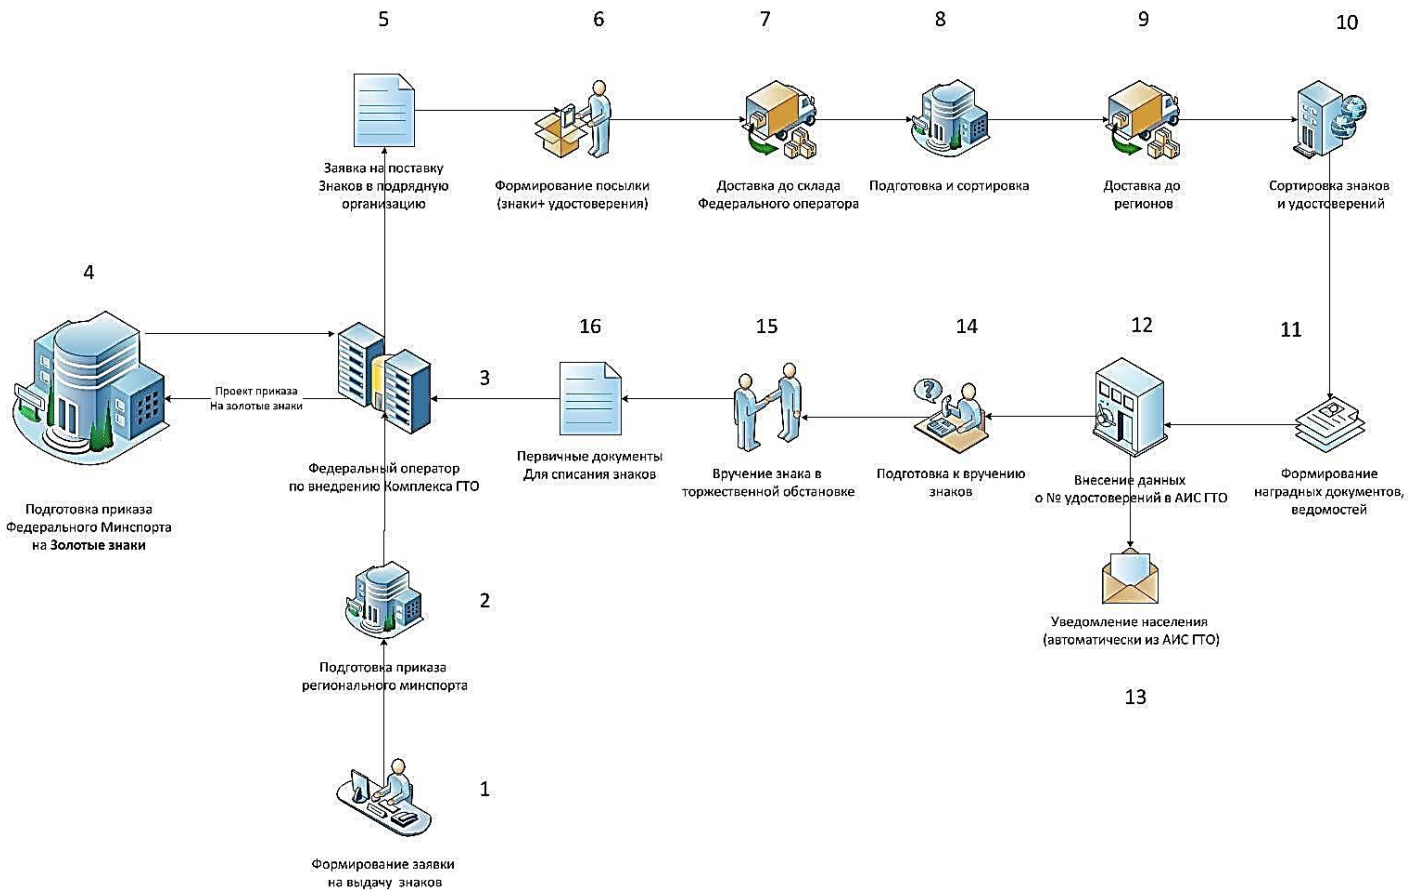 5
6
7
8
9
10
Заявка на поставку
Знаков в подрядную
организацию
Формирование посылки
(знаки+ удостоверения)
Доставка до склада
Федерального оператора
Подготовка и сортировка
Доставка до
регионов
Сортировка знаков
и удостоверений
4
16
15
14
12
11
3
Проект приказа
На золотые знаки
Подготовка приказа
Федерального Минспорта
на Золотые знаки
Федеральный оператор
по внедрению Комплекса ГТО
Первичные документы
Для списания знаков
Вручение знака в
торжественной обстановке
Подготовка к вручению
знаков
Внесение данных
о № удостоверений в АИС ГТО
Формирование
наградных документов,
ведомостей
2
Подготовка приказа
регионального минспорта
Уведомление населения
(автоматически из АИС ГТО)
13
1
Формирование заявки
на выдачу знаков